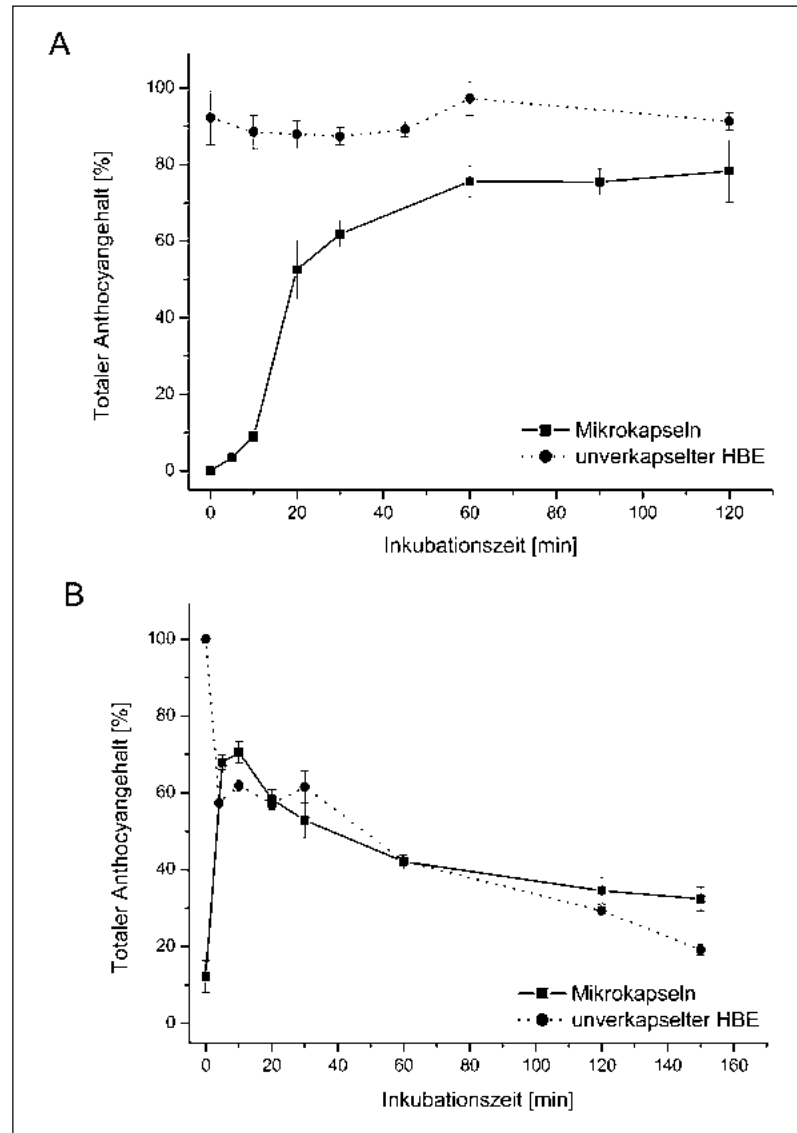 A
Totaler Anthocyangehalt [%]
100
80
60
40
20
0
Mikrokapseln
unverkapselter HBE
0 20 40 60 80 100 120
Inkubationszeit [min]
B
Totaler Anthocyangehalt [%]
100
80
60
40
20
0
Mikrokapseln
unverkapselter HBE
0 20 40 60 80 100 120 140 160
Inkubationszeit [min]